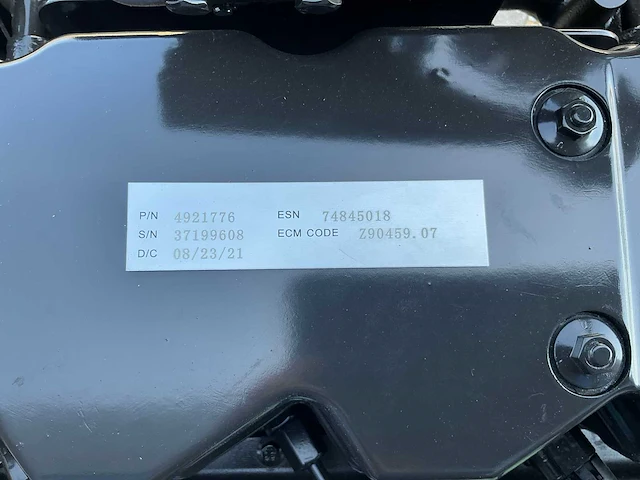 P/N 4921776 ESN 74845018
S/N 37199608 ECM CODE Z90459.07
D/C 08/23/21